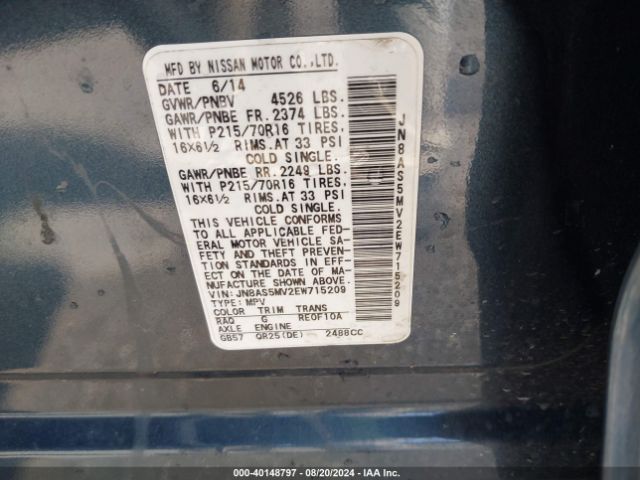 MFD BY NISSAN MOTOR CO.,LTD.
DATE 6/14
GVWR/PNBV 4526 LBS.
GAWR/PNBE FR. 2374 LBS.
WITH P215/70R16 TIRES.
16X6½ RIMS. AT 33 PSI
COLD SINGLE.
GAWR/PNBE RR. 2249 LBS.
WITH P215/70R16 TIRES.
16X6½ RIMS. AT 33 PSI
COLD SINGLE.
THIS VEHICLE CONFORMS
TO ALL APPLICABLE FED-
ERAL MOTOR VEHICLE SA-
FETY AND THEFT PREVEN-
TION STANDARDS IN EFF-
ECT ON THE DATE OF MA-
NUFACTURE SHOWN ABOVE.
VIN: JN8AS5MV2EW715209
TYPE: MPV
COLOR TRIM TRANS
RAQ G RE0F10A
AXLE ENGINE
GB57 QR25(DE) 2488CC
JN8AS5MV2EW715209
000-40148797 - 08/20/2024 - IAA Inc.